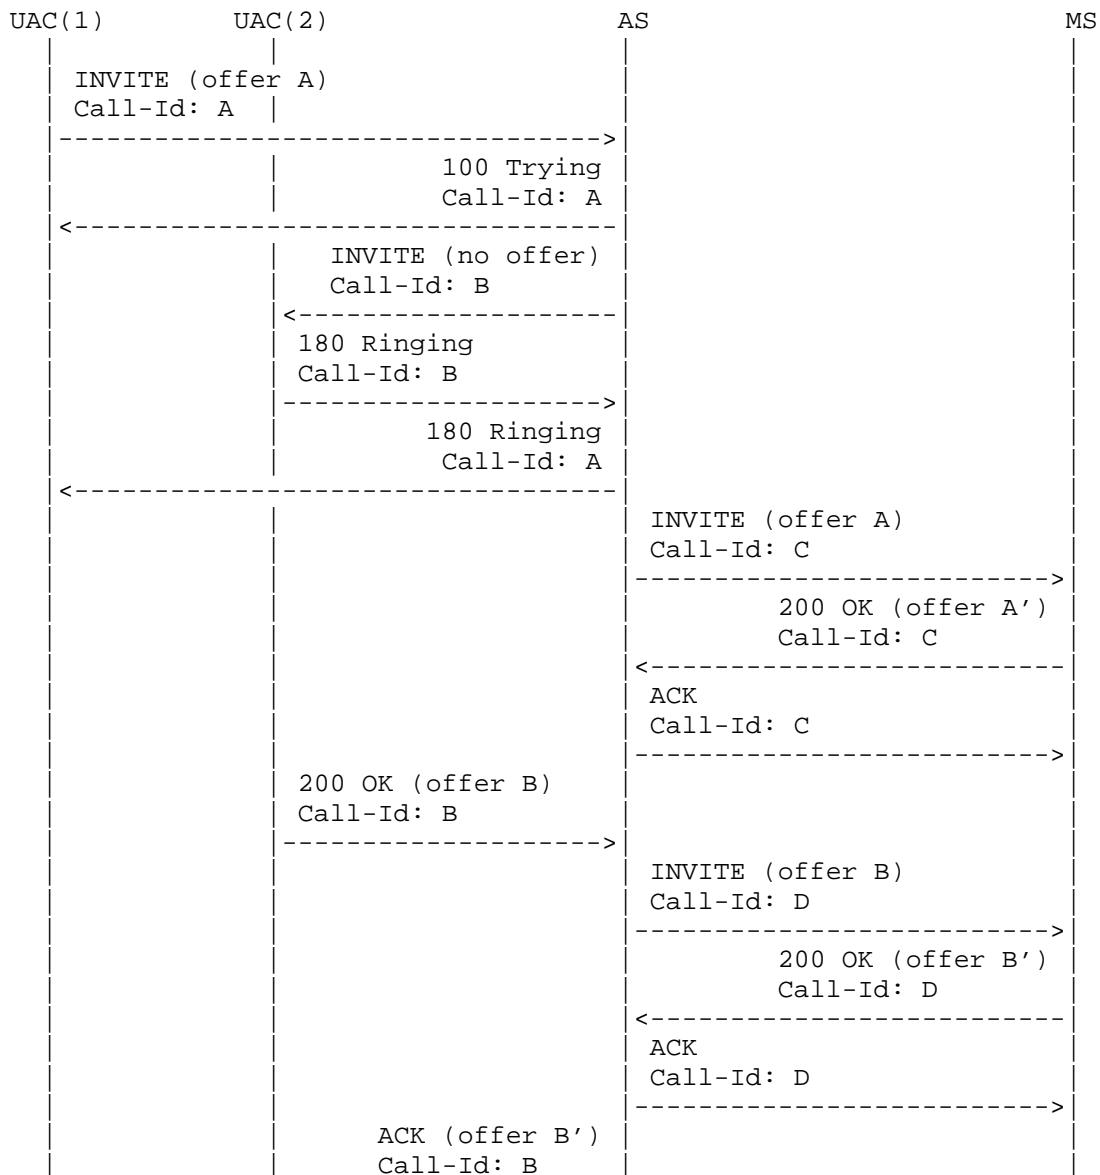 UAC(1) UAC(2) AS MS
INVITE (offer A)
Call-Id: A
100 Trying
Call-Id: A
INVITE (no offer)
Call-Id: B
180 Ringing
Call-Id: B
180 Ringing
Call-Id: A
INVITE (offer A)
Call-Id: C
200 OK (offer A')
Call-Id: C
ACK
Call-Id: C
200 OK (offer B)
Call-Id: B
INVITE (offer B)
Call-Id: D
200 OK (offer B')
Call-Id: D
ACK
Call-Id: D
ACK (offer B')
Call-Id: B